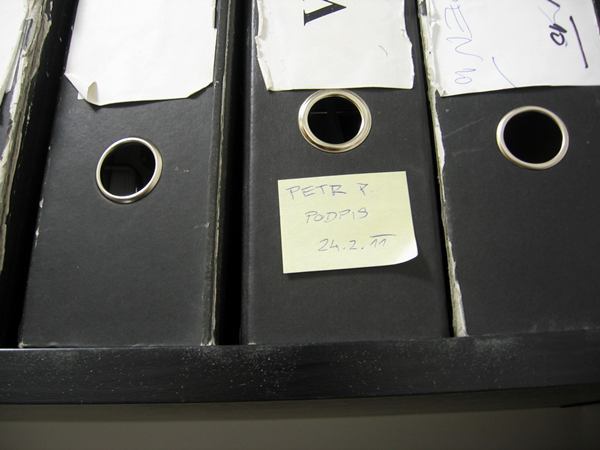 V
PETR P.
PODPIS
24.2.11